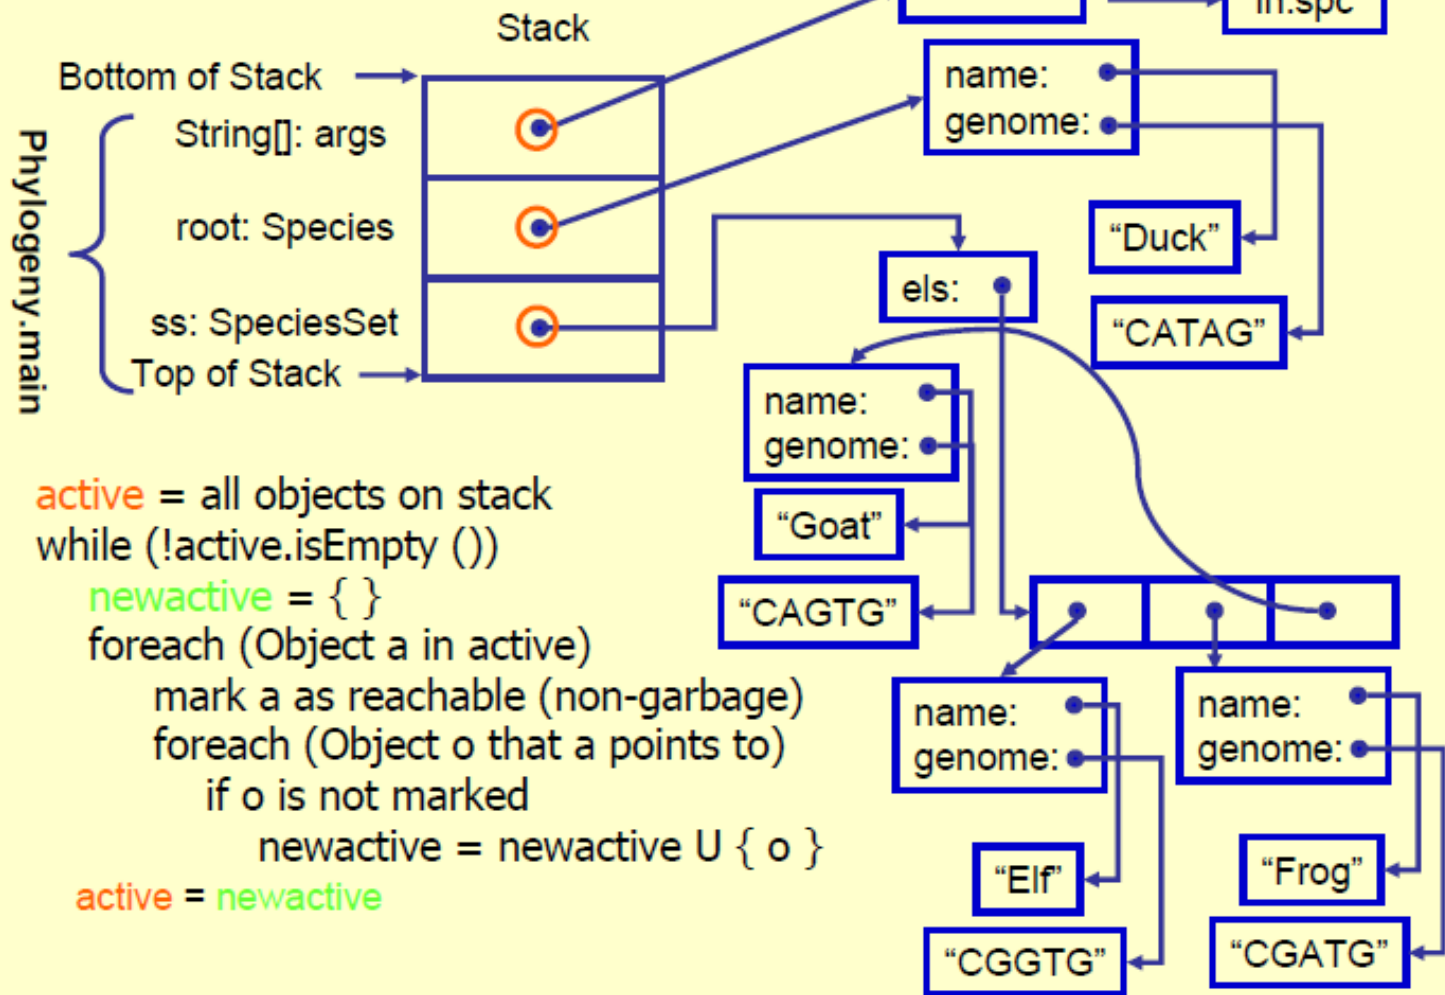 Stack
in.spc
Bottom of Stack
String[]: args
root: Species
ss: SpeciesSet
Top of Stack
Phylogeny.main
name:
genome:
“Duck”
“CATAG”
els:
name:
genome:
“Goat”
“CAGTG”
name:
genome:
“Elf”
“CGGTG”
name:
genome:
“Frog”
“CGATG”
active = all objects on stack
while (!active.isEmpty ())
newactive = { }
foreach (Object a in active)
mark a as reachable (non-garbage)
foreach (Object o that a points to)
if o is not marked
newactive = newactive U { o }
active = newactive